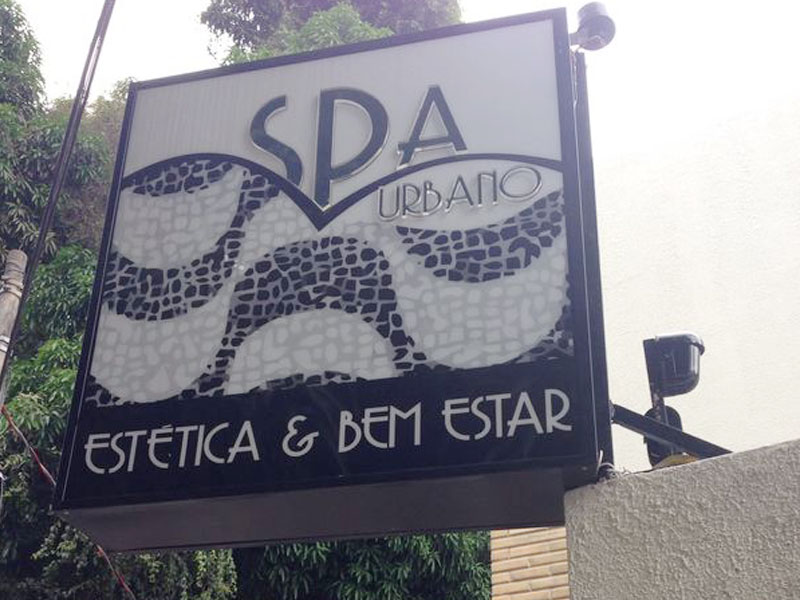 SPA
URBANO
ESTÉTICA & BEM ESTAR